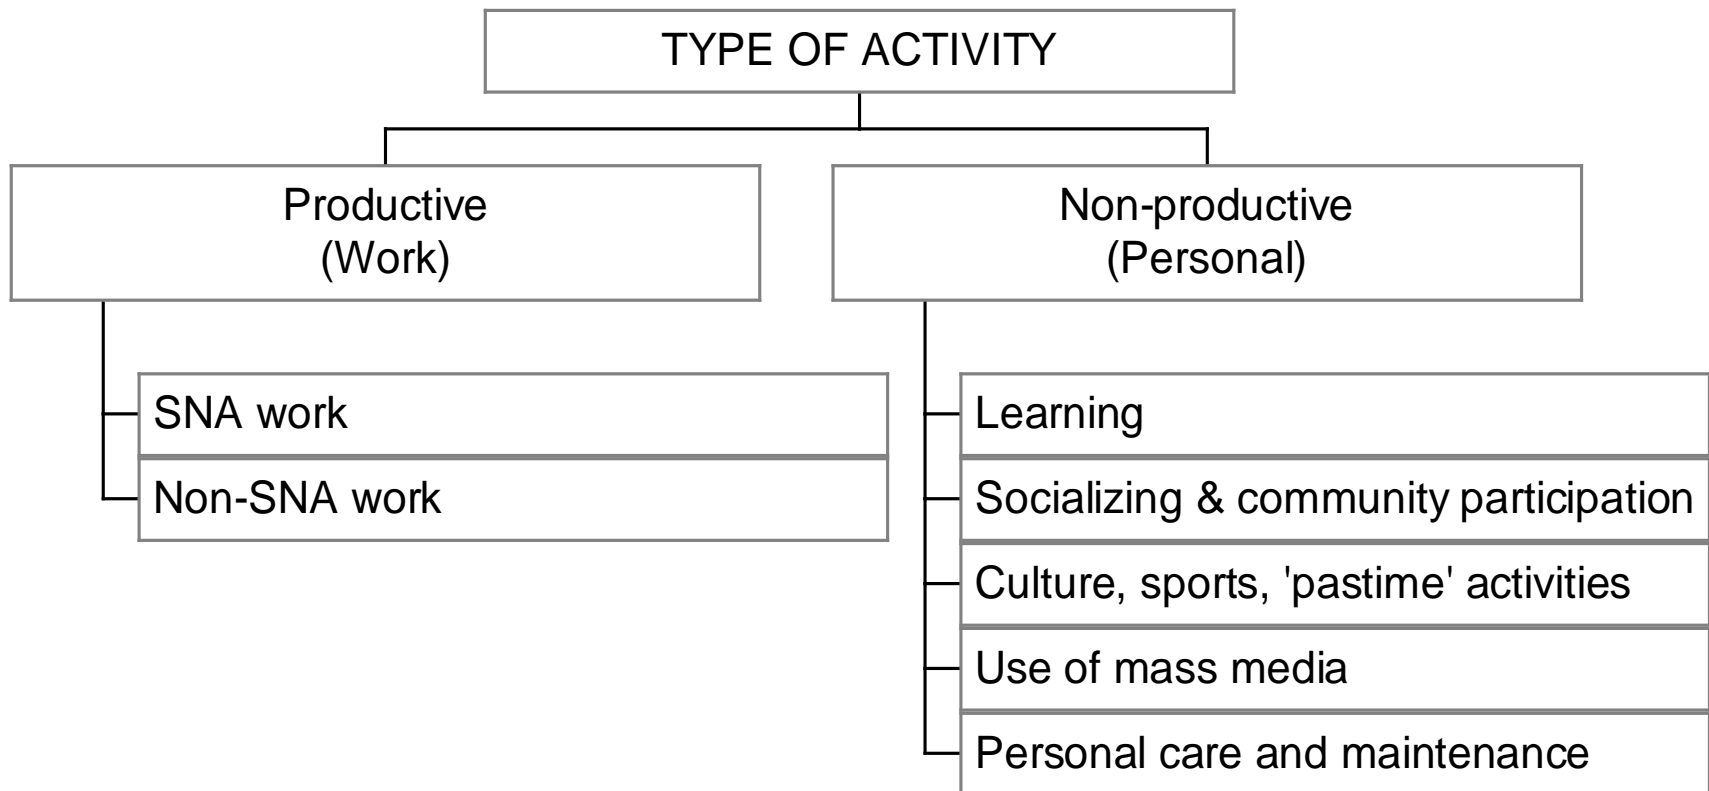 TYPE OF ACTIVITY
Productive
(Work)
SNA work
Non-SNA work
Non-productive
(Personal)
Learning
Socializing & community participation
Culture, sports, 'pastime' activities
Use of mass media
Personal care and maintenance